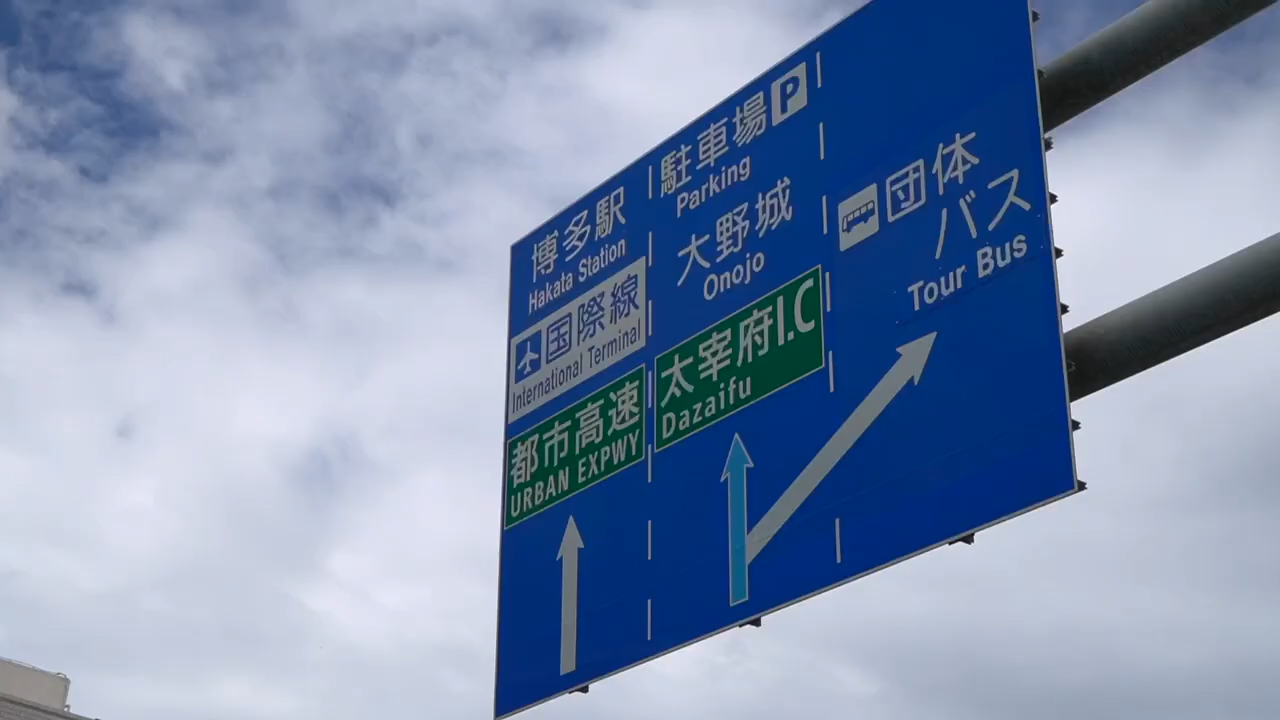 博多駅
Hakata Station
国際線
International Terminal
都市高速
URBAN EXPWY
駐車場 P
Parking
大野城
Onojo
太宰府I.C
Dazaifu
団体
バス
Tour Bus